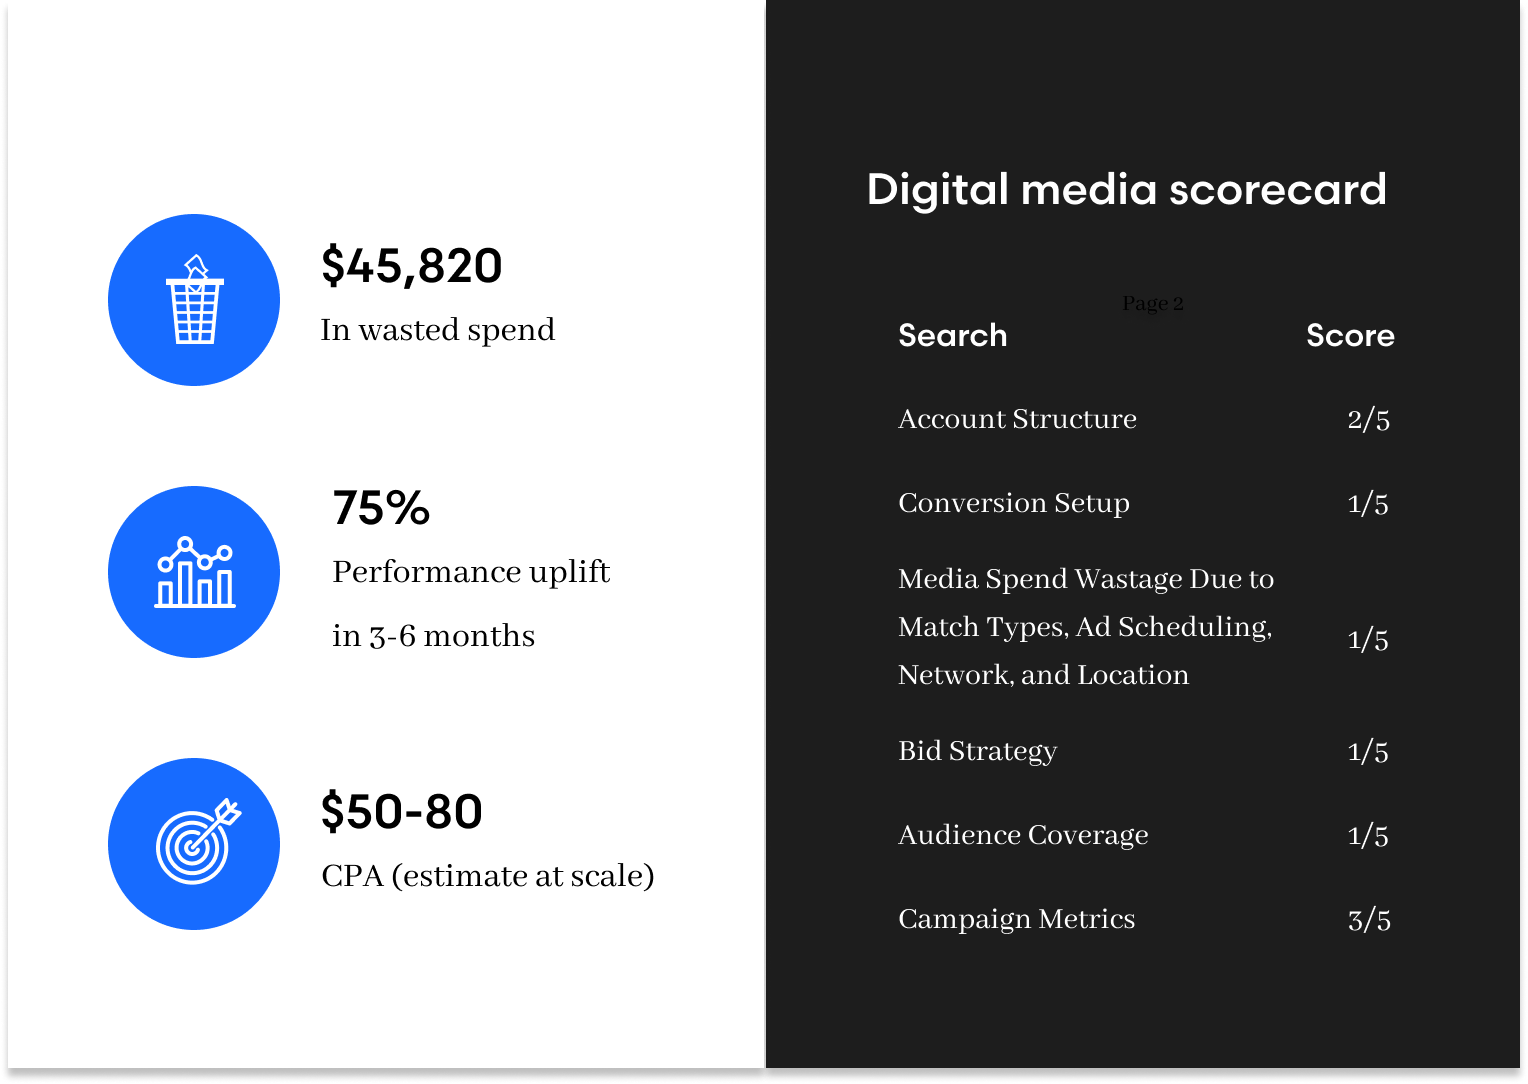 $45,820
In wasted spend
75%
Performance uplift
in 3-6 months
$50-80
CPA (estimate at scale)
Digital media scorecard
Page 2
Search Score
Account Structure 2/5
Conversion Setup 1/5
Media Spend Wastage Due to
Match Types, Ad Scheduling,
Network, and Location 1/5
Bid Strategy 1/5
Audience Coverage 1/5
Campaign Metrics 3/5